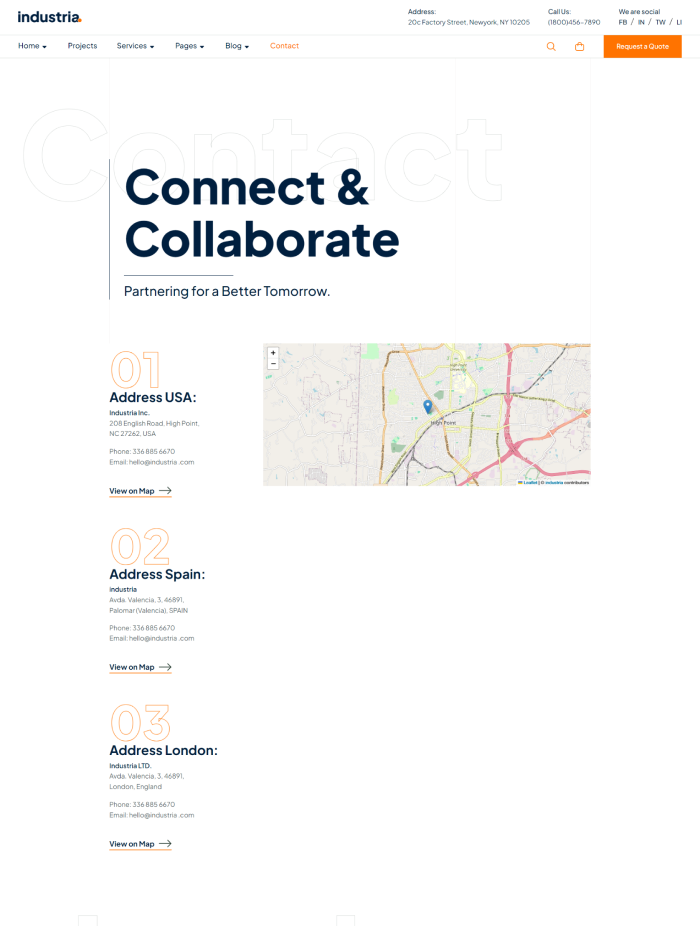 industria.
Address:
20c Factory Street, Newyork, NY 10205
Call Us:
(1800)456-7890
We are social
FB / IN / TW / LI
Home
Projects
Services
Pages
Blog
Contact
Request a Quote
Contact
Connect &
Collaborate
Partnering for a Better Tomorrow.
01
Address USA:
Industria Inc.
208 English Road, High Point,
NC 27262, USA
Phone: 336 885 6670
Email: hello@industria .com
View on Map
+
−
High Point
University
High Point
Leaflet | © industria contributors
02
Address Spain:
industria
Avda. Valencia, 3, 46891,
Palomar (Valencia), SPAIN
Phone: 336 885 6670
Email: hello@industria .com
View on Map
03
Address London:
Industria LTD.
Avda. Valencia, 3, 46891,
London, England
Phone: 336 885 6670
Email: hello@industria .com
View on Map